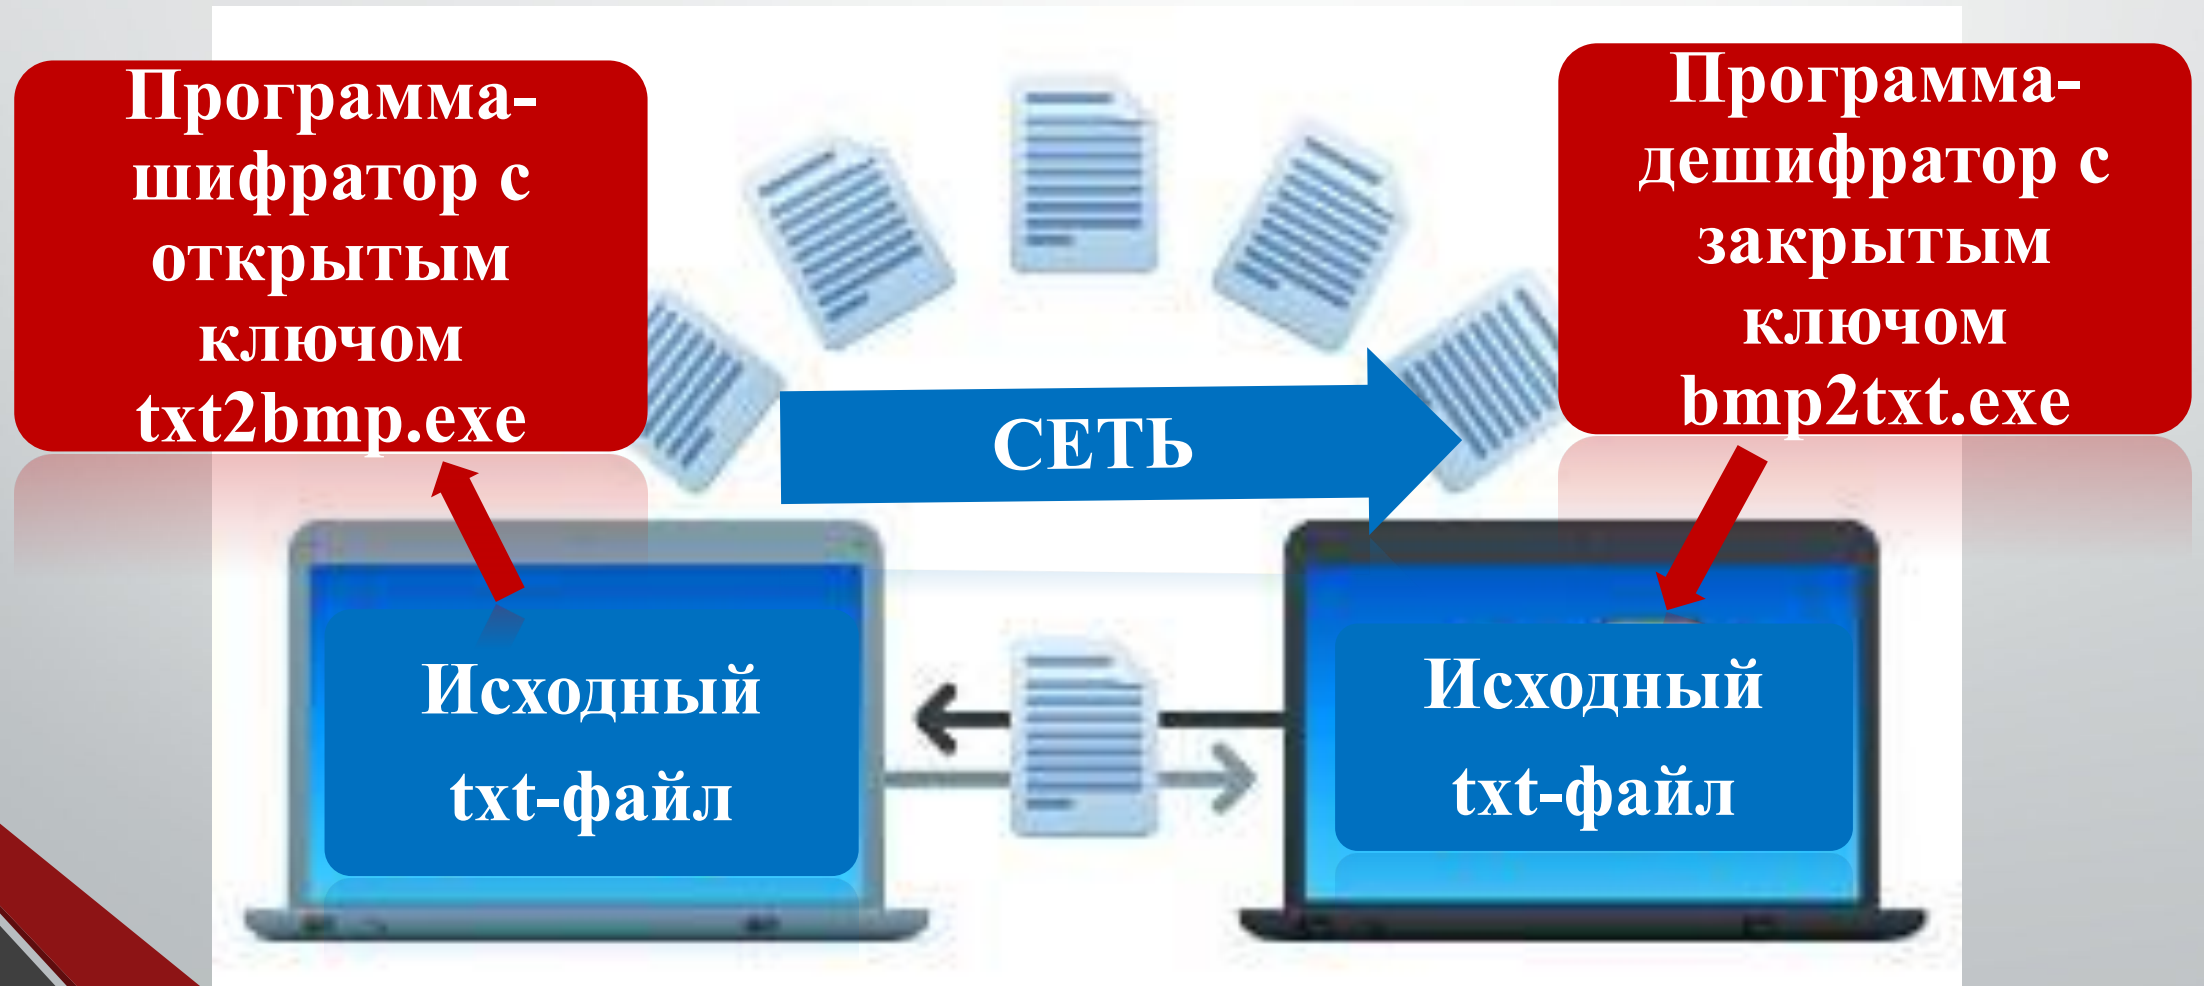 Программа-
шифратор с
открытым
ключом
txt2bmp.exe
СЕТЬ
Программа-
дешифратор с
закрытым
ключом
bmp2txt.exe
Исходный
txt-файл
Исходный
txt-файл